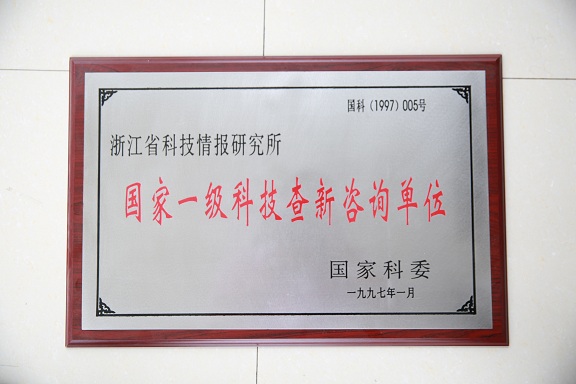 国科（1997）005号
浙江省科技情报研究所
国家一级科技查新咨询单位
国家科委
一九九七年一月